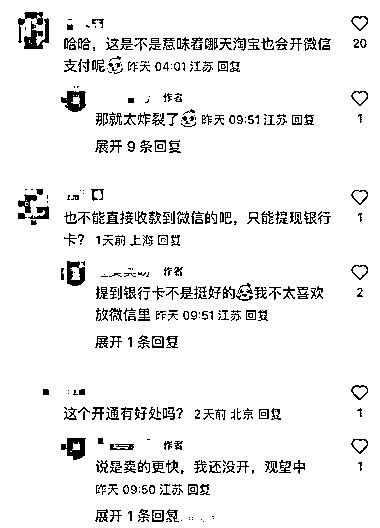 哈哈，这是不是意味着哪天淘宝也会开微信
20
支付呢 昨天 04:01 江苏 回复
作者
那就太炸裂了 昨天 09:51 江苏 回复
1
展开 9 条回复
也不能直接收款到微信的吧，只能提现银行
1
卡？ 1天前 上海 回复
作者
提到银行卡不是挺好的 我不太喜欢
2
放微信里 昨天 09:51 江苏 回复
展开 1 条回复
这个开通有好处吗？ 2天前 北京 回复
1
作者
说是卖的更快，我还没开，观望中
1
昨天 09:50 江苏 回复
展开 1 条回复